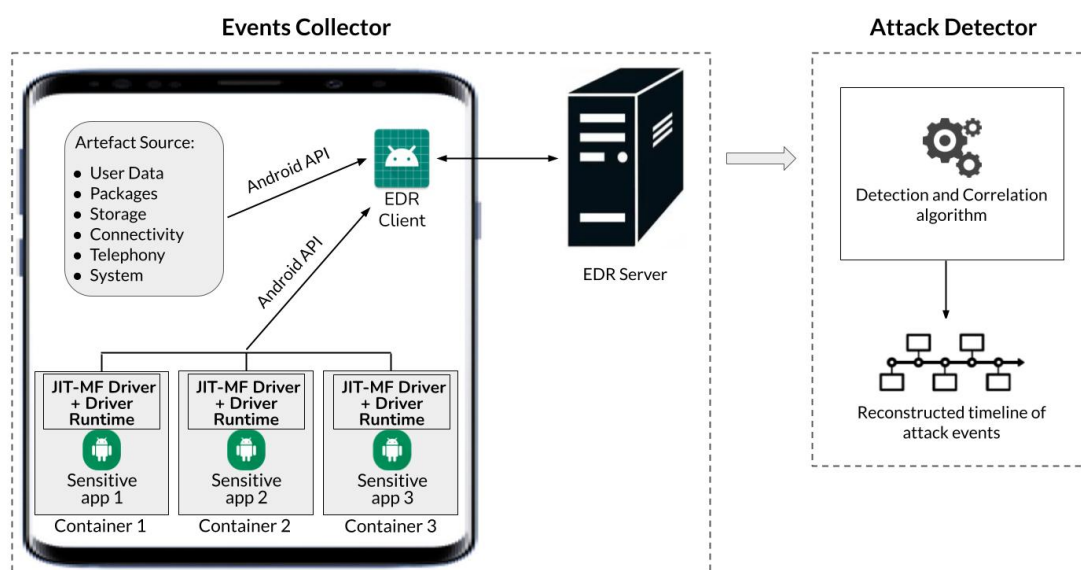 Events Collector
Attack Detector
Artefact Source:
● User Data
● Packages
● Storage
● Connectivity
● Telephony
● System
Android API
EDR
Client
Android API
EDR Server
JIT-MF Driver
+ Driver
Runtime
Sensitive
app 1
Container 1
JIT-MF Driver
+ Driver
Runtime
Sensitive
app 2
Container 2
JIT-MF Driver
+ Driver
Runtime
Sensitive
app 3
Container 3
Detection and Correlation
algorithm
Reconstructed timeline of
attack events